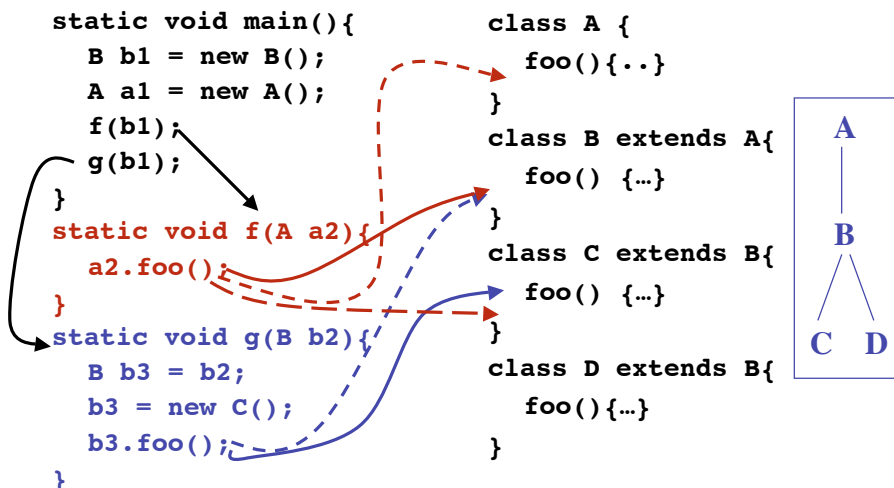 static void main(){
B b1 = new B();
A a1 = new A();
f(b1);
g(b1);
}
static void f(A a2){
a2.foo();
}
static void g(B b2){
B b3 = b2;
b3 = new C();
b3.foo();
}
class A {
foo(){..}
}
class B extends A{
foo() {…}
}
class C extends B{
foo() {…}
}
class D extends B{
foo(){…}
}
A
B
C D